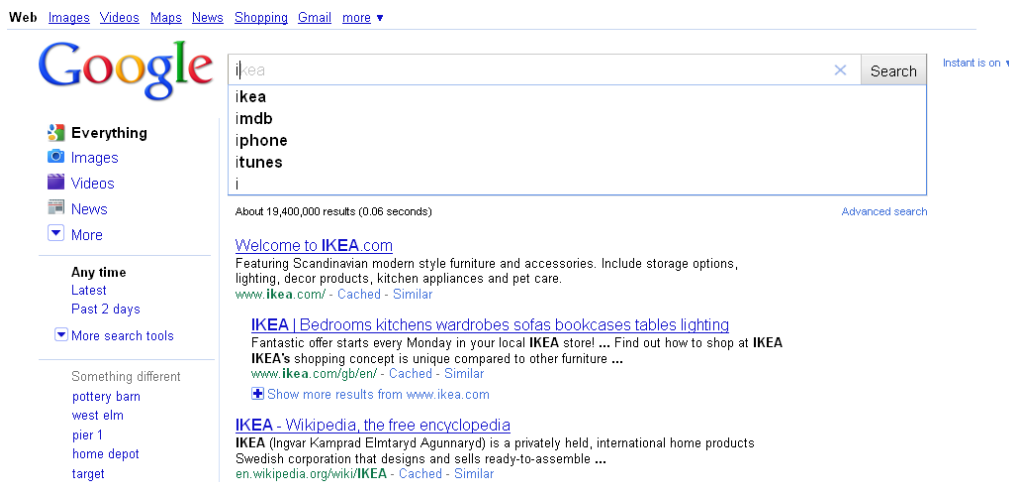 Web Images Videos Maps News Shopping Gmail more ▼
Google
ikea
Search
Instant is on ▼
ikea
imdb
iphone
itunes
i
Everything
Images
Videos
News
More
Any time
Latest
Past 2 days
More search tools
Something different
pottery barn
west elm
pier 1
home depot
target
About 19,400,000 results (0.06 seconds)
Advanced search
Welcome to IKEA.com
Featuring Scandinavian modern style furniture and accessories. Include storage options,
lighting, decor products, kitchen appliances and pet care.
www.ikea.com/ - Cached - Similar
IKEA | Bedrooms kitchens wardrobes sofas bookcases tables lighting
Fantastic offer starts every Monday in your local IKEA store! ... Find out how to shop at IKEA
IKEA's shopping concept is unique compared to other furniture ...
www.ikea.com/gb/en/ - Cached - Similar
Show more results from www.ikea.com
IKEA - Wikipedia, the free encyclopedia
IKEA (Ingvar Kamprad Elmtaryd Agunnaryd) is a privately held, international home products
Swedish corporation that designs and sells ready-to-assemble ...
en.wikipedia.org/wiki/IKEA - Cached - Similar